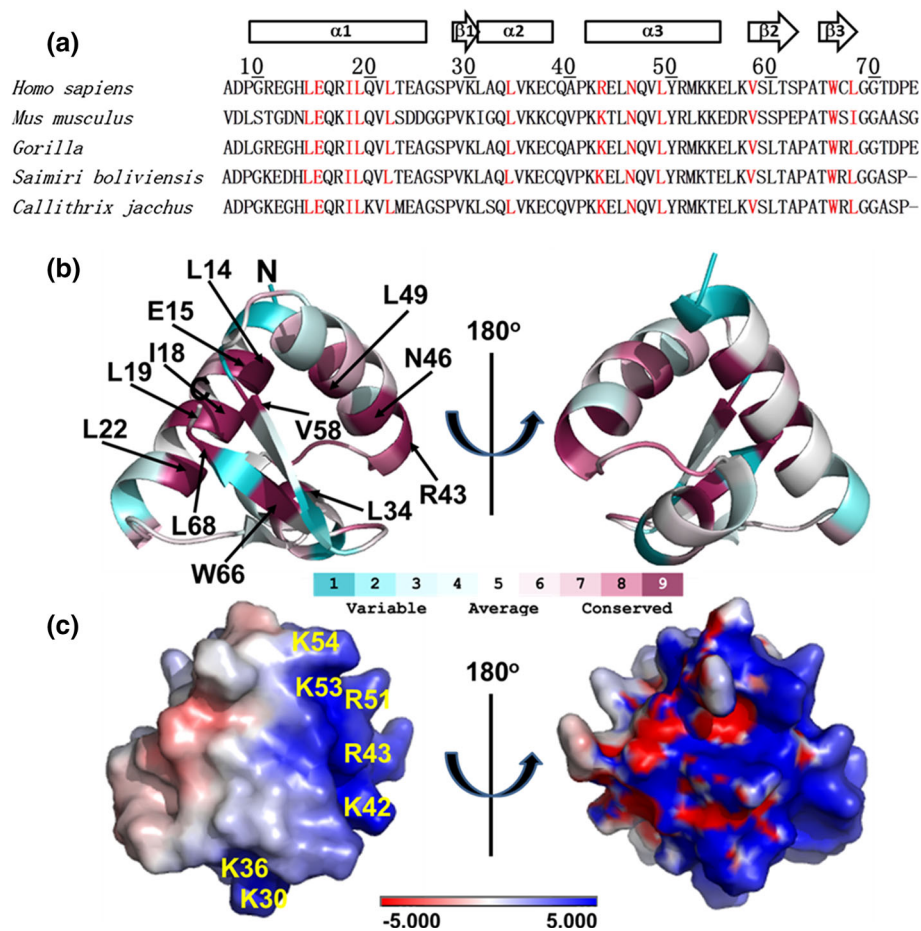 (a)
α1 β1 α2 α3 β2 β3
10 20 30 40 50 60 70
Homo sapiens ADPGREGHLEQRILQVLTEAGSPVKLAQLVKECQAPKRELNQVLYRMKKELKVSLTSPATWCLGGTDPE
Mus musculus VDLSTGDNLEQKILQVLSDDGGPVKIGQLVKKCQVPKKTLNQVLYRLKKEDRVSSPEPATWSIGGAASG
Gorilla ADLGREGHLEQRILQVLTEAGSPVKLAQLVKECQVPKKELNQVLYRMKKELKVSLTAPATWRLGGTDPE
Saimiri boliviensis ADPGKEDHLEQRILQVLTEAGSPVKLAQLVKECQVPKKELNQVLYRMKTELKVSLTAPATWRLGGASP-
Callithrix jacchus ADPGKEGHLEQRILKVLMEAGSPVKLSQLVKECQVPKKELNQVLYRMKTELKVSLTAPATWRLGGASP-
(b)
N
L14
E15
I18
C
L19
L22
L68
W66
V58
L34
L49
N46
R43
180º
1 2 3 4 5 6 7 8 9
Variable Average Conserved
(c)
K54
K53
R51
R43
K42
K36
K30
180º
-5.000 5.000